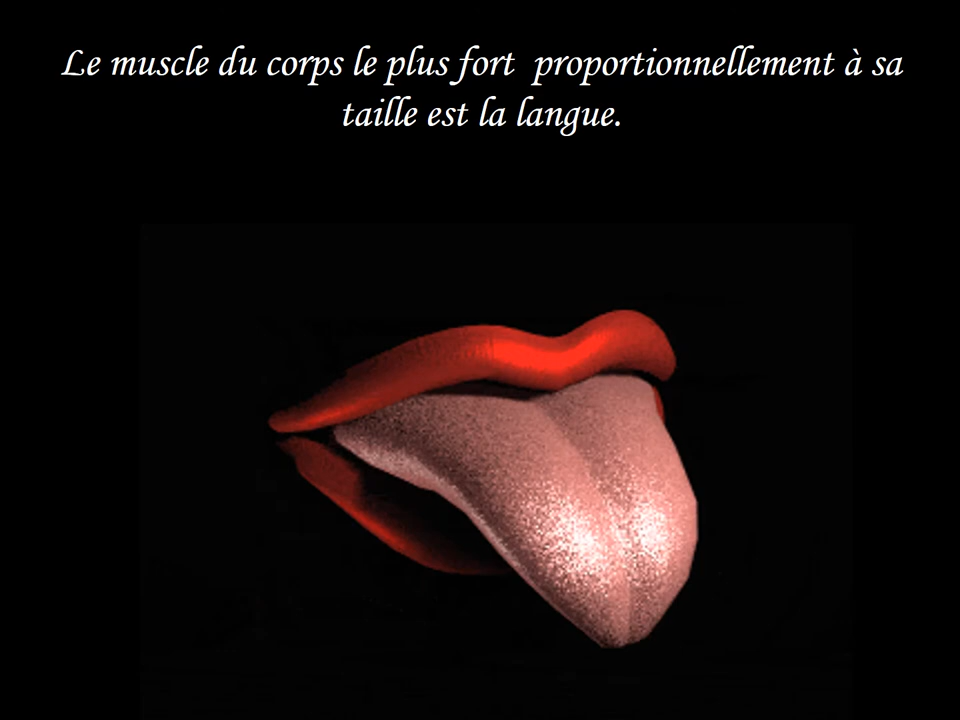 Le muscle du corps le plus fort  proportionnellement à sa
taille est la langue.